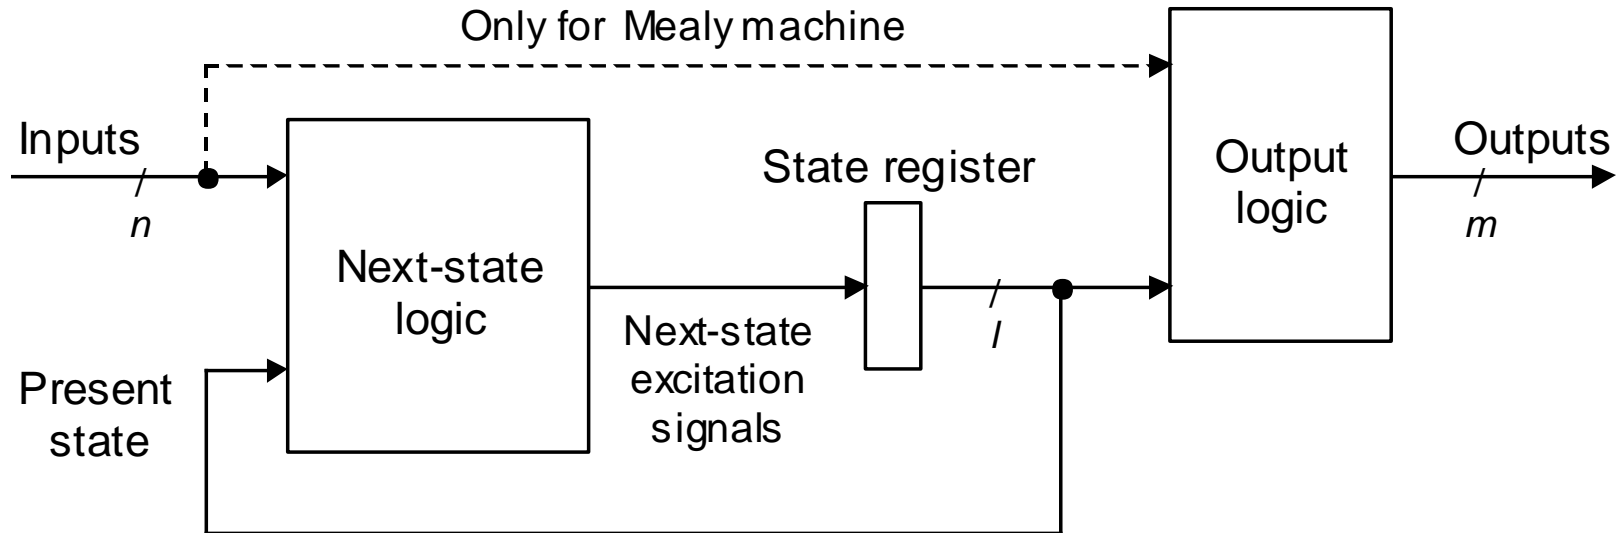 Only for Mealy machine
Inputs
n
Next-state
logic
Present
state
Next-state
excitation
signals
State register
l
Output
logic
Outputs
m